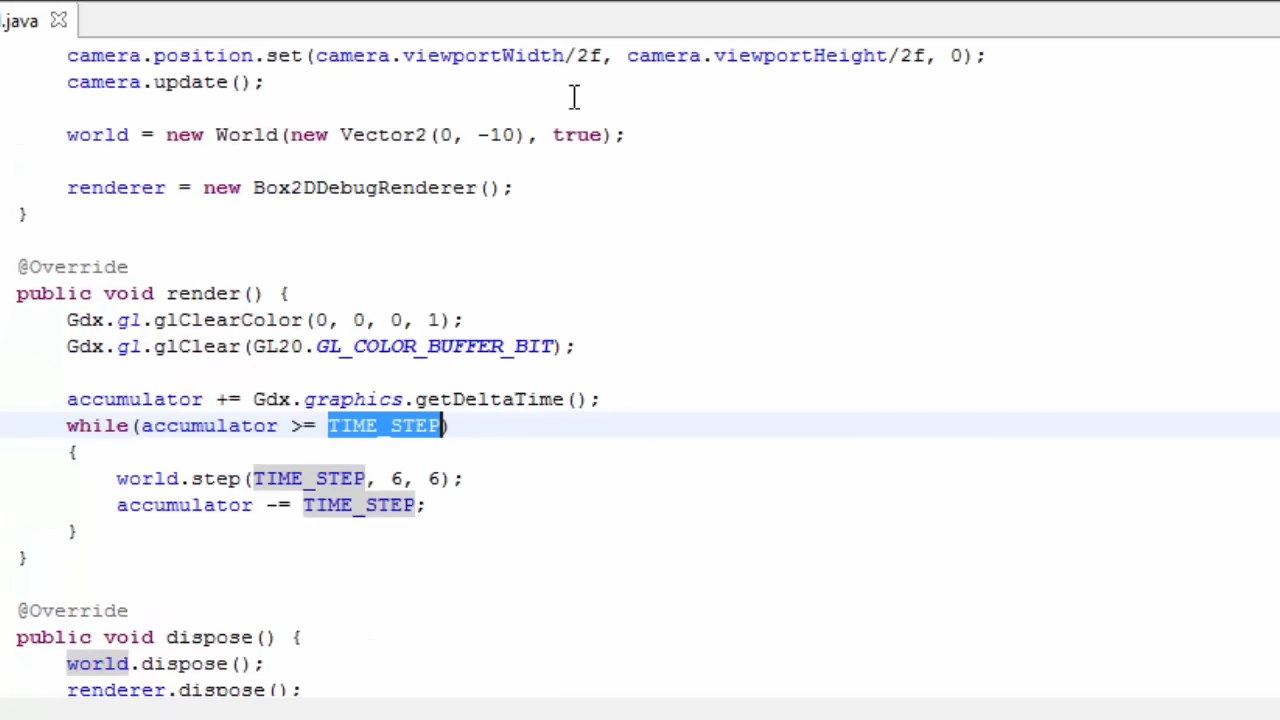 .java
camera.position.set(camera.viewportWidth/2f, camera.viewportHeight/2f, 0);
camera.update();
world = new World(new Vector2(0, -10), true);
renderer = new Box2DDebugRenderer();
}
@Override
public void render() {
Gdx.gl.glClearColor(0, 0, 0, 1);
Gdx.gl.glClear(GL20.GL_COLOR_BUFFER_BIT);
accumulator += Gdx.graphics.getDeltaTime();
while(accumulator >= TIME_STEP)
{
world.step(TIME_STEP, 6, 6);
accumulator -= TIME_STEP;
}
}
@Override
public void dispose() {
world.dispose();
renderer.dispose();